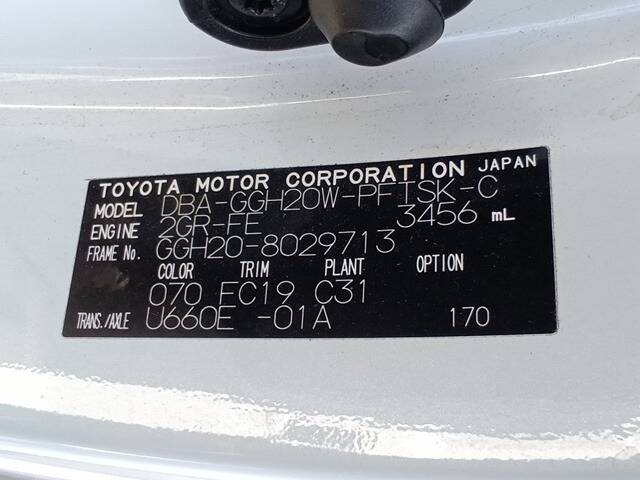 TOYOTA MOTOR CORPORATION JAPAN
MODEL DBA-GGH20W-PFTSK-C
ENGINE 2GR-FE 3456 mL
FRAME No. GGH20-8029713
COLOR TRIM PLANT OPTION
070 FC19 C31
TRANS./AXLE U660E -01A 170